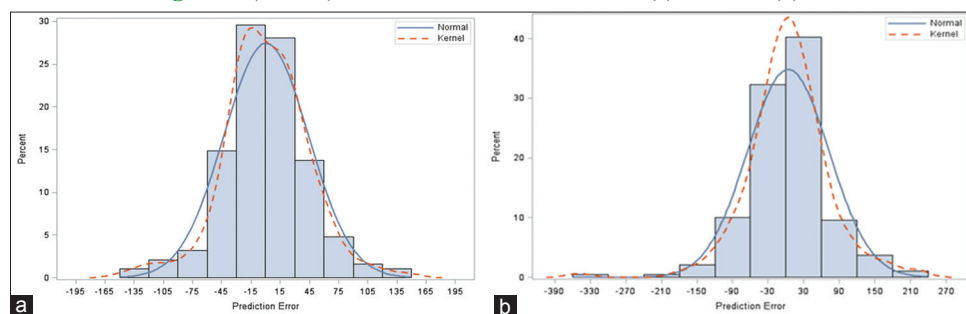 Normal
Kernel
30
25
20
15
10
5
0
Percent
-195 -165 -135 -105 -75 -45 -15 15 45 75 105 135 165 195
Prediction Error
a
Normal
Kernel
40
30
20
10
0
Percent
-390 -330 -270 -210 -150 -90 -30 30 90 150 210 270
Prediction Error
b